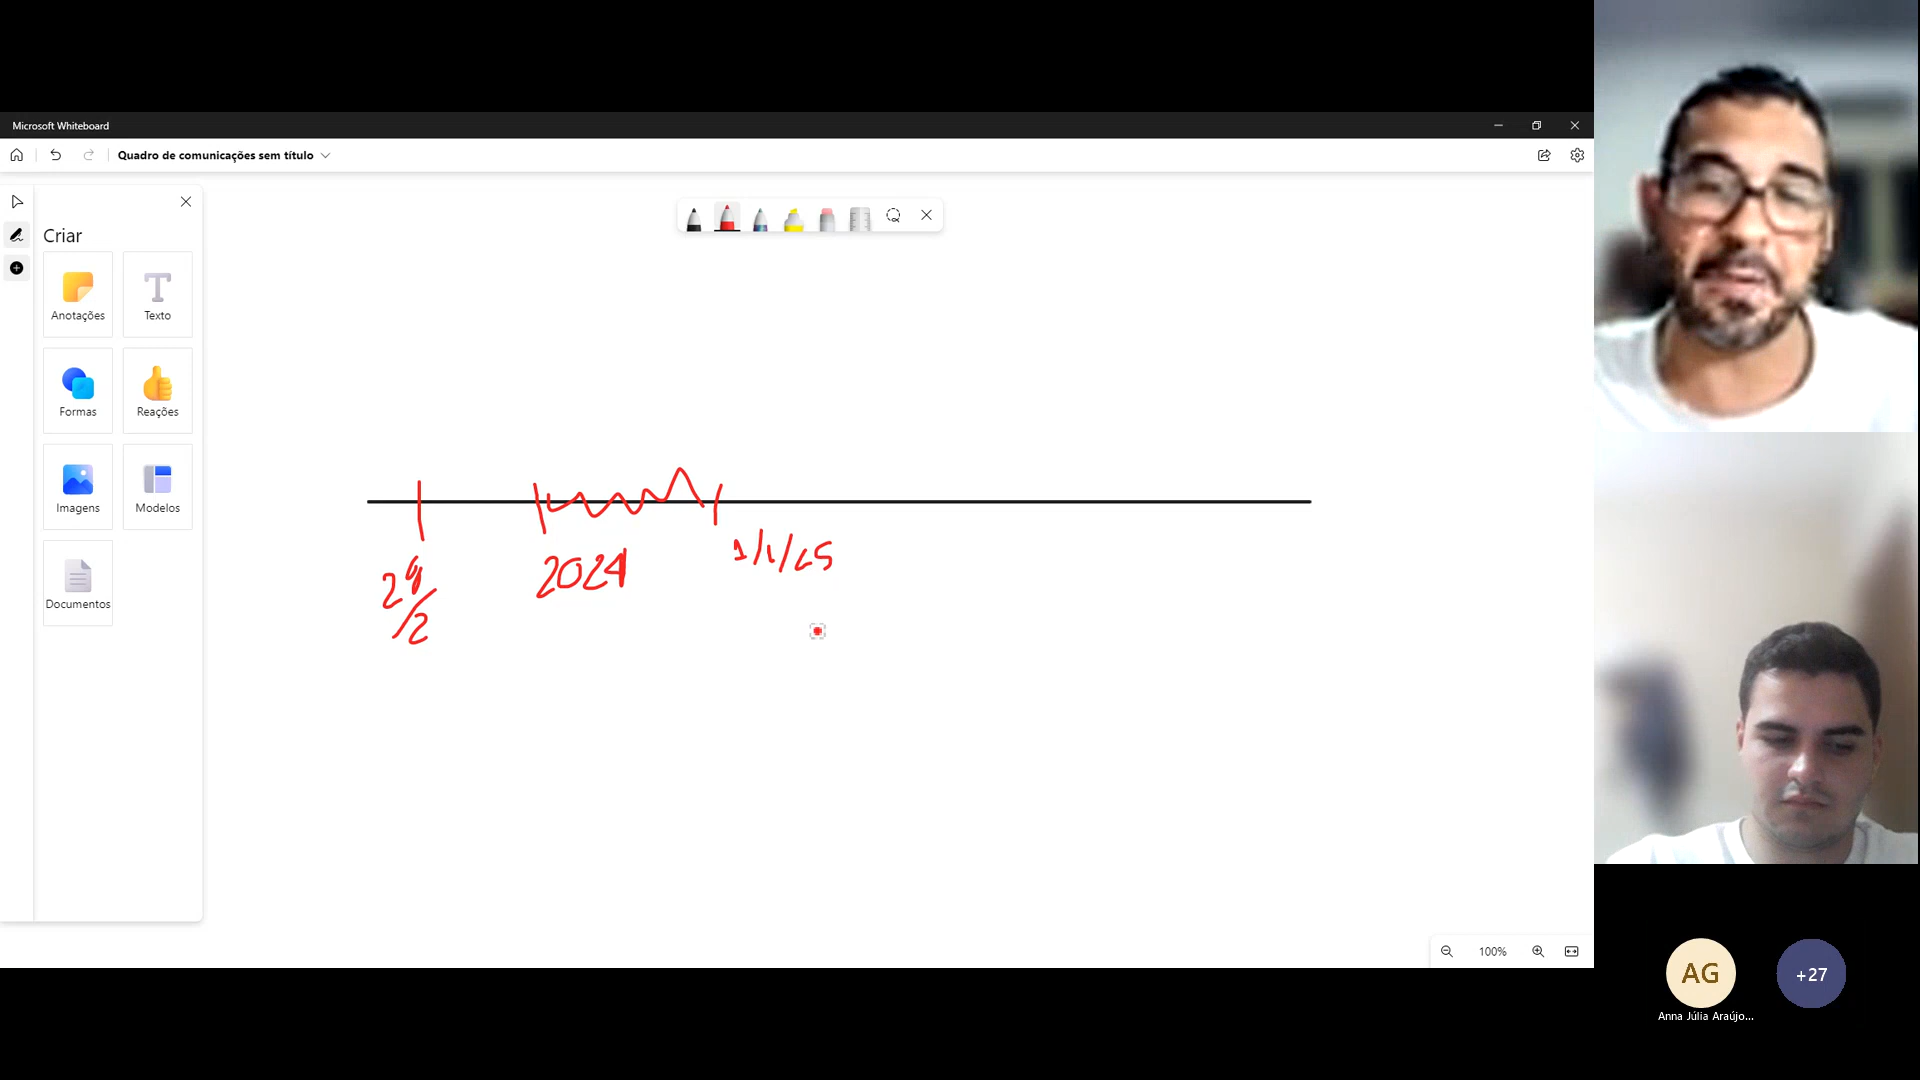 Microsoft Whiteboard
Quadro de comunicações sem título
Criar
Anotações
Texto
T
Formas
Reações
Imagens
Modelos
Documentos
2024
1/1/25
29
/2
100%
AG
+27
Anna Júlia Araújo...